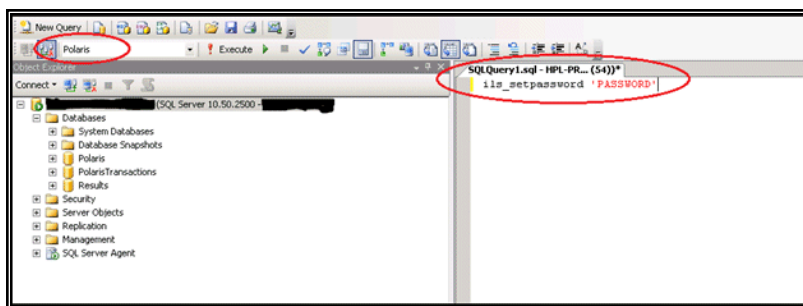 New Query
Polaris
Execute
Object Explorer
Connect
(SQL Server 10.50.2500 -
Databases
System Databases
Database Snapshots
Polaris
PolarisTransactions
Results
Security
Server Objects
Replication
Management
SQL Server Agent
SQLQuery1.sql - HPL-PR... (54))*
ils_setpassword 'PASSWORD'